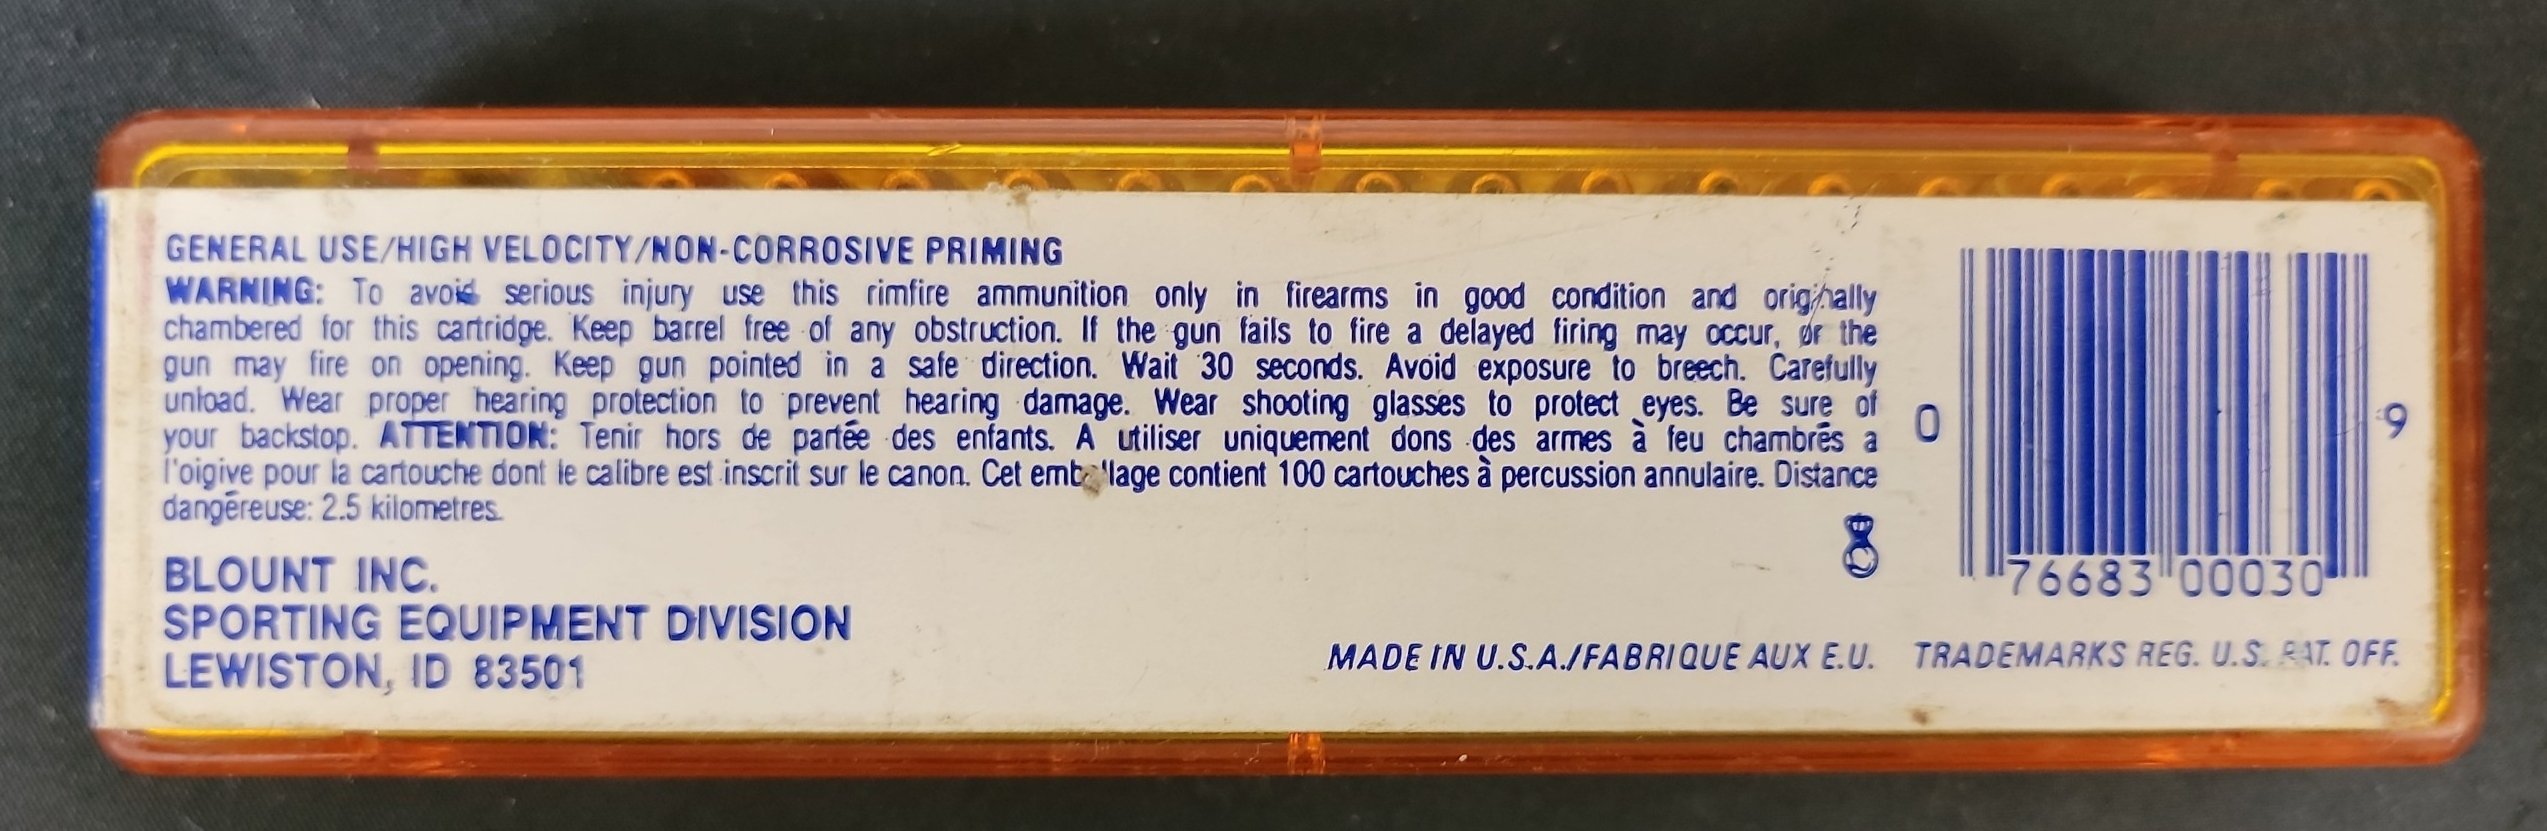 GENERAL USE/HIGH VELOCITY/NON-CORROSIVE PRIMING
WARNING: To avoid serious injury use this rimfire ammunition only in firearms in good condition and originally
chambered for this cartridge. Keep barrel free of any obstruction. If the gun fails to fire a delayed firing may occur, or the
gun may fire on opening. Keep gun pointed in a safe direction. Wait 30 seconds. Avoid exposure to breech. Carefully
unload. Wear proper hearing protection to prevent hearing damage. Wear shooting glasses to protect eyes. Be sure of
your backstop. ATTENTION: Tenir hors de partée des enfants. A utiliser uniquement dons des armes à feu chambrés a
l'oigive pour la cartouche dont le calibre est inscrit sur le canon. Cet emballage contient 100 cartouches à percussion annulaire. Distance
dangéreuse: 2.5 kilometres.
BLOUNT INC.
SPORTING EQUIPMENT DIVISION
LEWISTON, ID 83501
MADE IN U.S.A./FABRIQUE AUX E.U.
0 76683 00030 9
TRADEMARKS REG. U.S. PAT. OFF.